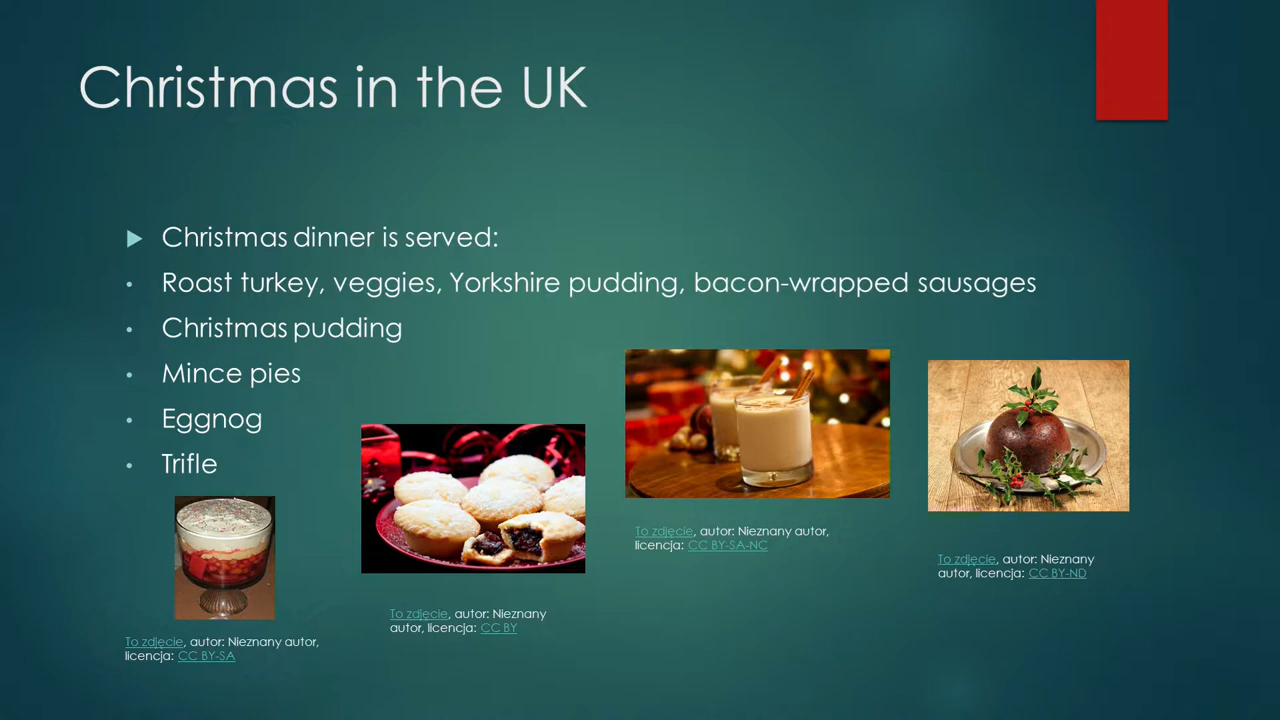 Christmas in the UK
Christmas dinner is served:
Roast turkey, veggies, Yorkshire pudding, bacon-wrapped sausages
Christmas pudding
Mince pies
Eggnog
Trifle
To zdjęcie, autor: Nieznany autor,
licencja: CC BY-SA-NC
To zdjęcie, autor: Nieznany
autor, licencja: CC BY-ND
To zdjęcie, autor: Nieznany
autor, licencja: CC BY
To zdjęcie, autor: Nieznany autor,
licencja: CC BY-SA